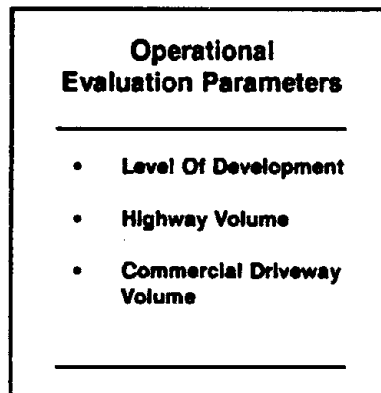 Operational
Evaluation Parameters
• Level Of Development
• Highway Volume
• Commercial Driveway
Volume